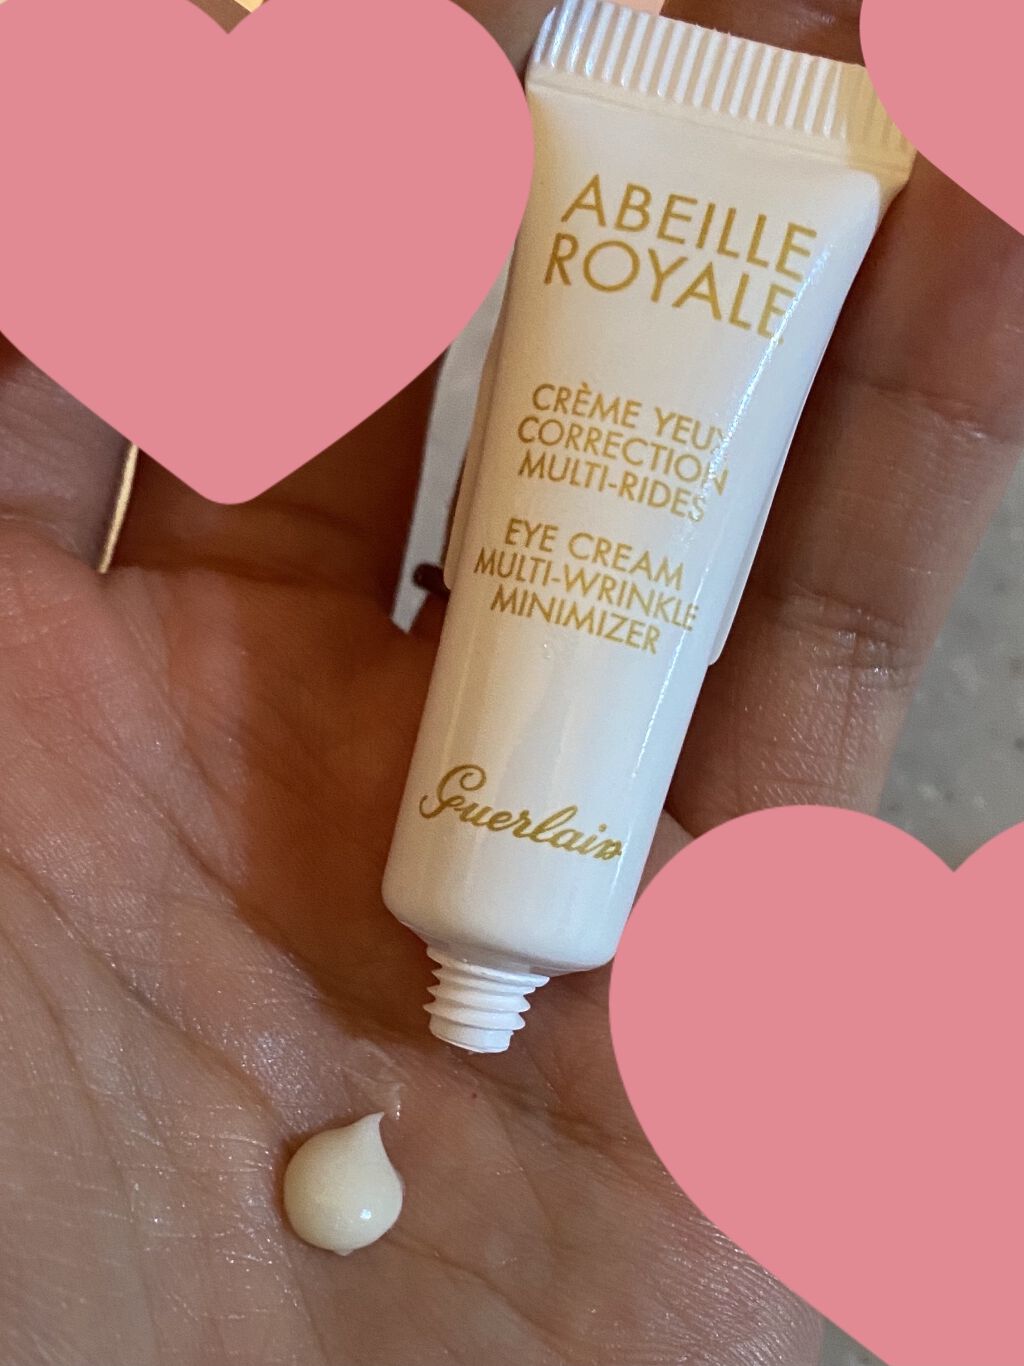 ABEILLE
ROYALE
CRÈME YEUX
CORRECTION
MULTI-RIDES
EYE CREAM
MULTI-WRINKLE
MINIMIZER
Guerlain